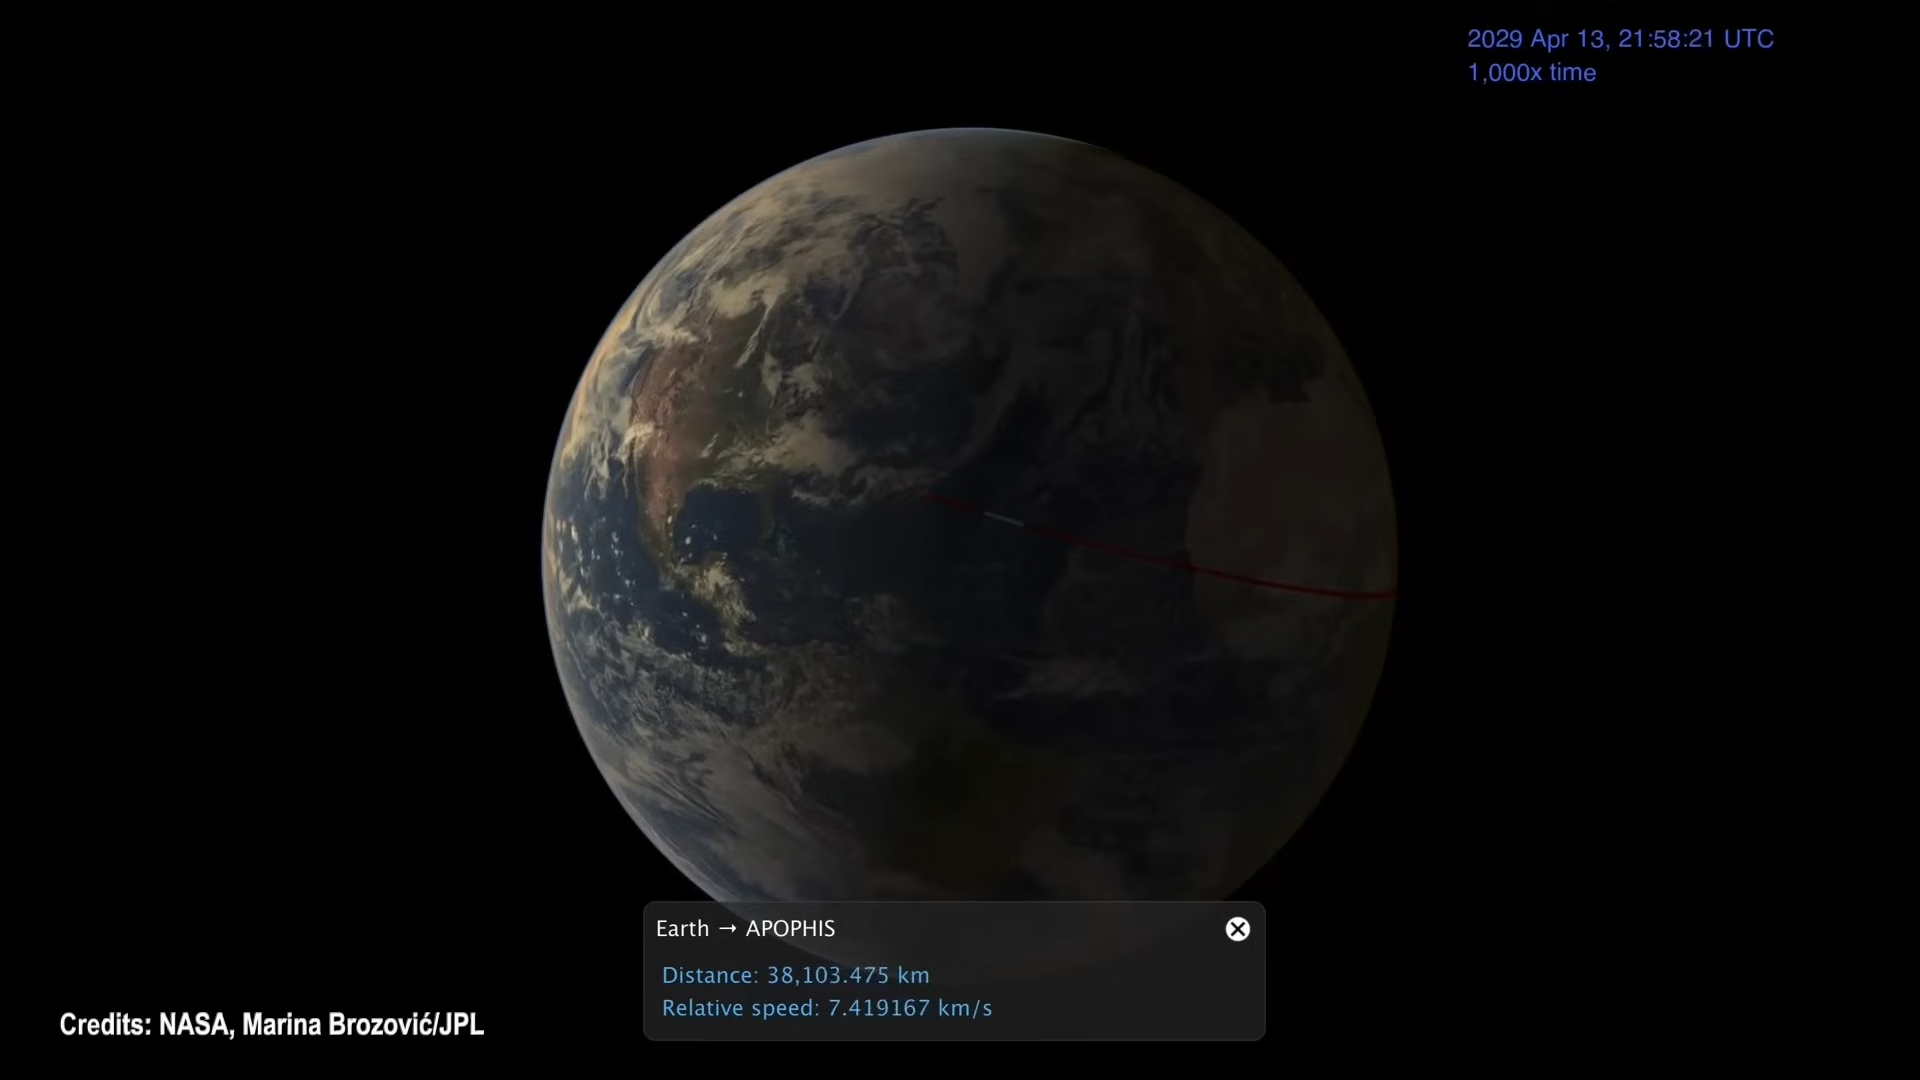 2029 Apr 13, 21:58:21 UTC
1,000x time
Earth → APOPHIS
Distance: 38,103.475 km
Relative speed: 7.419167 km/s
Credits: NASA, Marina Brozović/JPL